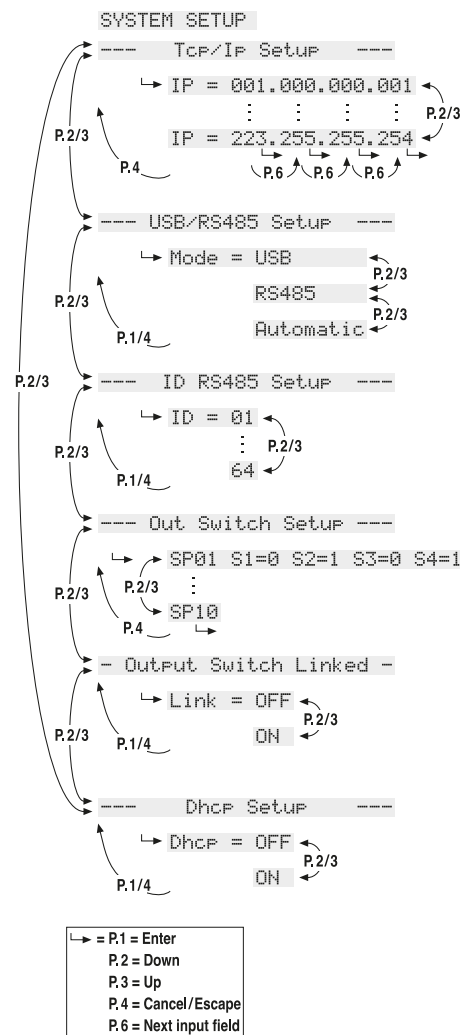 SYSTEM SETUP
--- Tcp/Ip Setup ---
IP = 001.000.000.001
P.2/3
IP = 223.255.255.254
P.2/3
P.4
P.6 P.6 P.6
--- USB/RS485 Setup ---
Mode = USB
P.2/3
RS485
P.2/3
P.2/3
Automatic
P.1/4
P.2/3
--- ID RS485 Setup ---
ID = 01
P.2/3
P.2/3
64
P.1/4
--- Out Switch Setup ---
SP01 S1=0 S2=1 S3=0 S4=1
P.2/3
P.2/3
SP10
P.4
- Output Switch Linked -
Link = OFF
P.2/3
P.2/3
ON
P.1/4
--- Dhcp Setup ---
Dhcp = OFF
P.2/3
ON
P.1/4
= P.1 = Enter
P.2 = Down
P.3 = Up
P.4 = Cancel/Escape
P.6 = Next input field